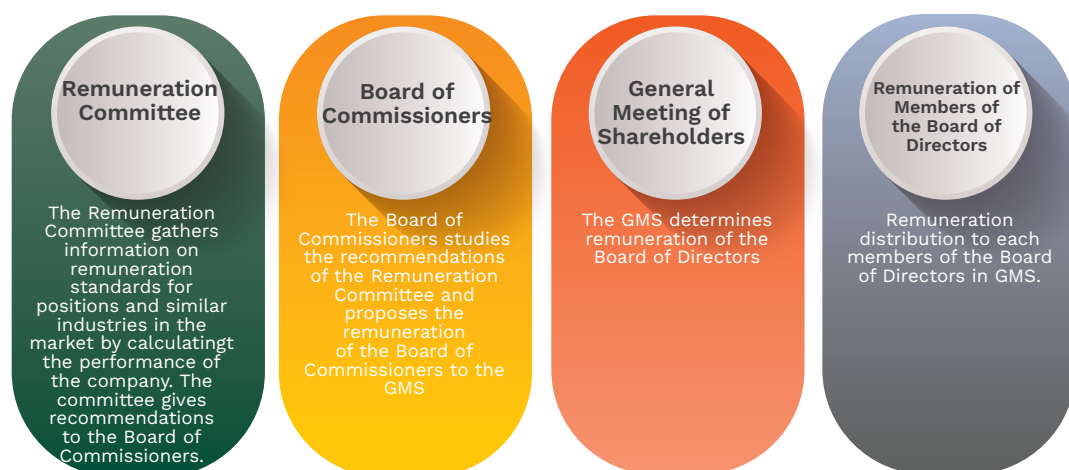 Remuneration
Committee
The Remuneration
Committee gathers
information on
remuneration
standards for
positions and similar
industries in the
market by calculatingt
the performance of
the company. The
committee gives
recommendations
to the Board of
Commissioners.
Board of
Commissioners
The Board of
Commissioners studies
the recommendations
of the Remuneration
Committee and
proposes the
remuneration
of the Board of
Commissioners to the
GMS
General
Meeting of
Shareholders
The GMS determines
remuneration of the
Board of Directors
Remuneration of
Members of
the Board of
Directors
Remuneration
distribution to each
members of the Board
of Directors in GMS.